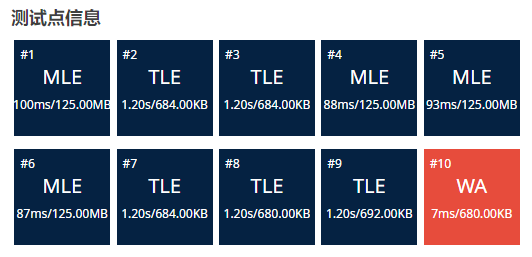 测试点信息
#1 #2 #3 #4 #5
MLE TLE TLE MLE MLE
100ms/125.00MB 1.20s/684.00KB 1.20s/684.00KB 88ms/125.00MB 93ms/125.00MB
#6 #7 #8 #9 #10
MLE TLE TLE TLE WA
87ms/125.00MB 1.20s/684.00KB 1.20s/680.00KB 1.20s/692.00KB 7ms/680.00KB